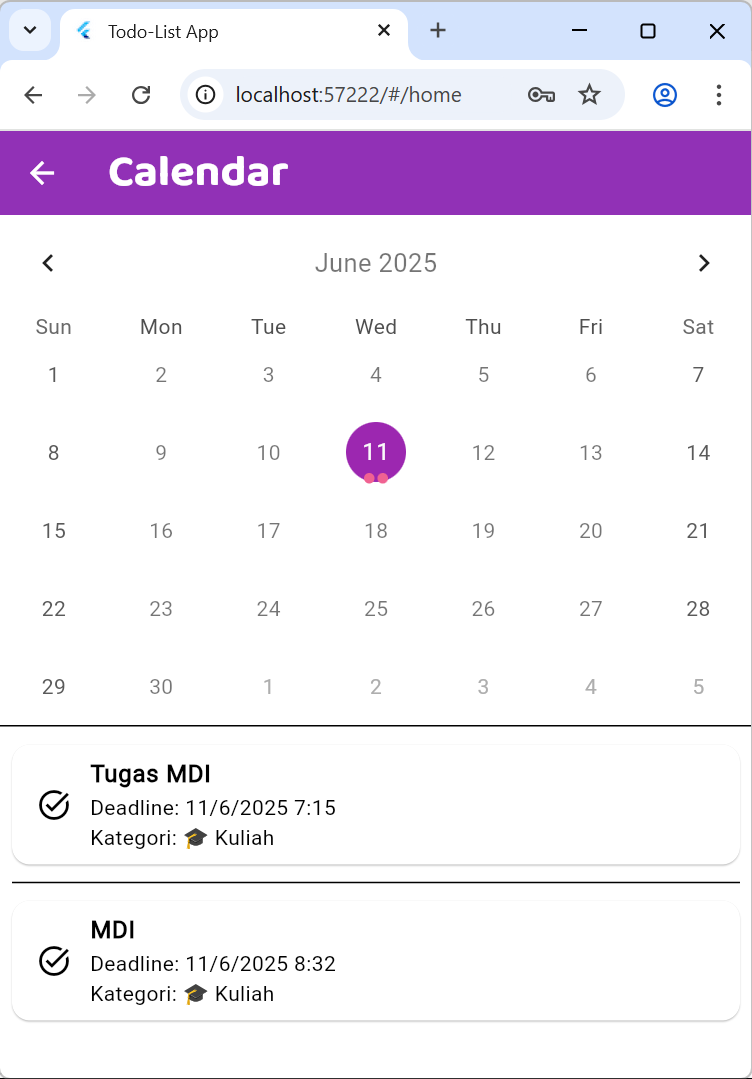 Todo-List App
localhost:57222/#/home
Calendar
June 2025
Sun Mon Tue Wed Thu Fri Sat
1 2 3 4 5 6 7
8 9 10 11 12 13 14
15 16 17 18 19 20 21
22 23 24 25 26 27 28
29 30 1 2 3 4 5
Tugas MDI
Deadline: 11/6/2025 7:15
Kategori: 🎓 Kuliah
MDI
Deadline: 11/6/2025 8:32
Kategori: 🎓 Kuliah